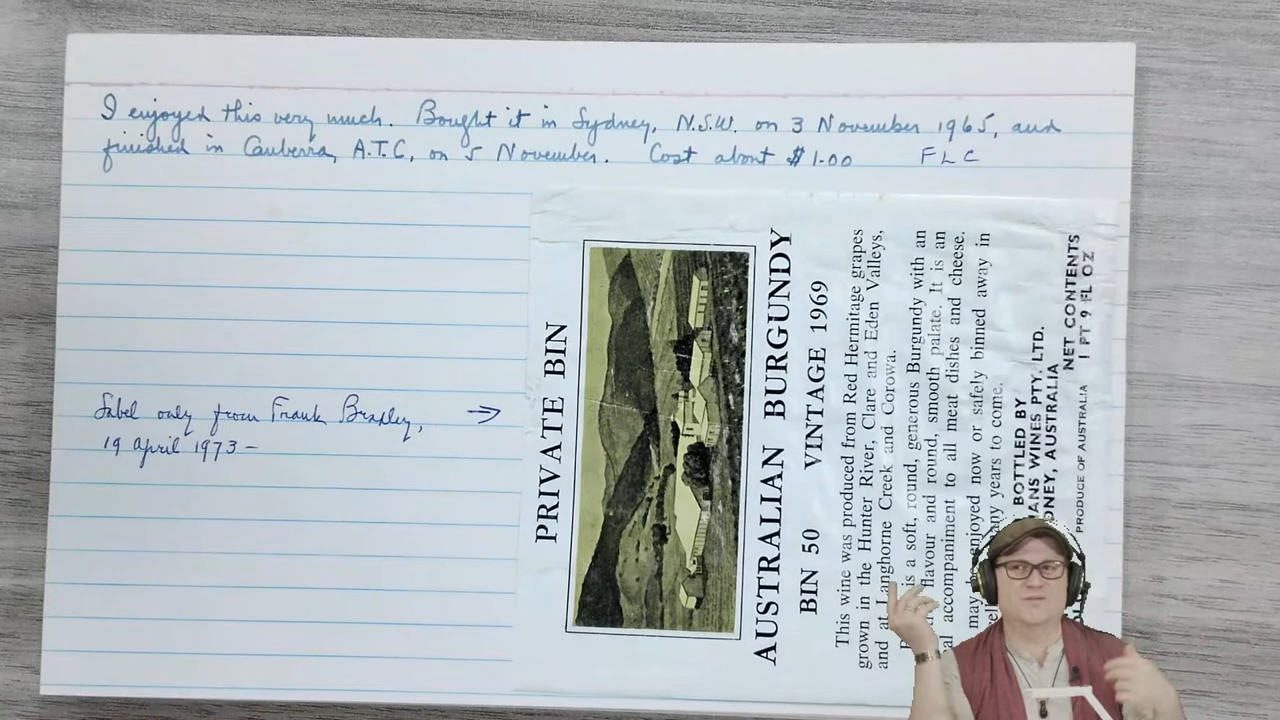 I enjoyed this very much. Bought it in Sydney, N.S.W. on 3 November 1965, and
finished in Canberra, A.T.C, on 5 November. Cost about $1.00 FLC
Label only from Frank Bradley, →
19 April 1973 —
PRIVATE BIN
AUSTRALIAN BURGUNDY
BIN 50 VINTAGE 1969
This wine was produced from Red Hermitage grapes
grown in the Hunter River, Clare and Eden Valleys,
and at Langhorne Creek and Corowa.
is a soft, round, generous Burgundy with an
flavour and round, smooth palate. It is an
accompaniment to all meat dishes and cheese.
may enjoyed now or safely binned away in
years to come.
BOTTLED BY
WINES PTY. LTD.
AUSTRALIA
PRODUCE OF AUSTRALIA
NET CONTENTS
1 PT 9 FL OZ